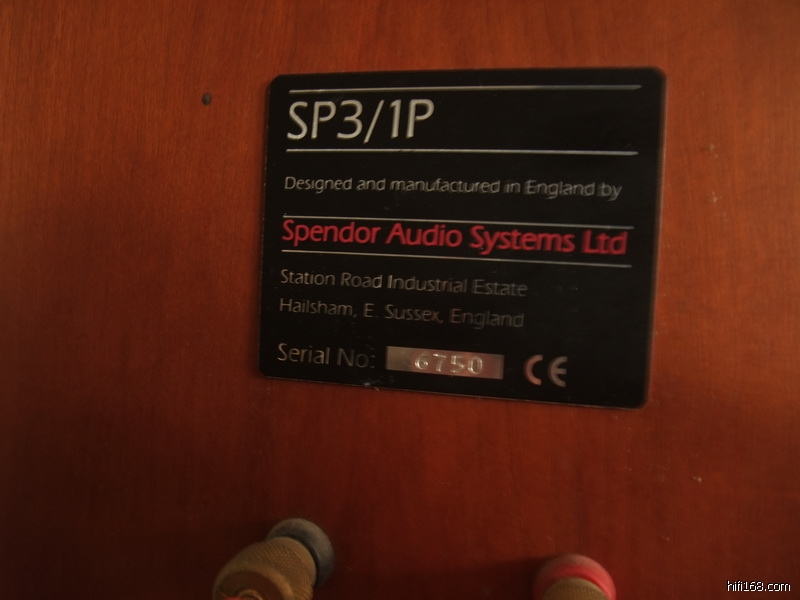 SP3/1P
Designed and manufactured in England by
Spendor Audio Systems Ltd
Station Road Industrial Estate
Hailsham, E. Sussex, England
Serial No: 6750 CE
hifi168.com